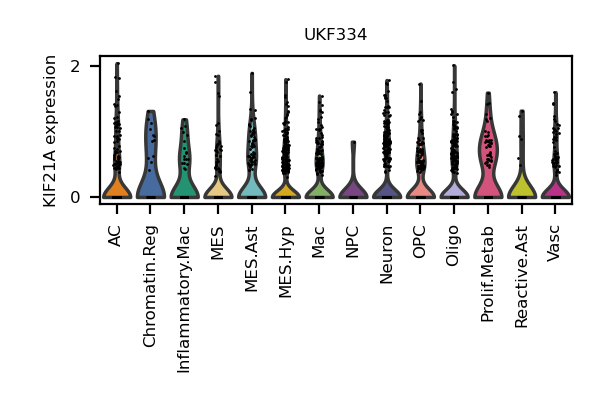 UKF334
KIF21A expression
2
0
AC
Chromatin.Reg
Inflammatory.Mac
MES
MES.Ast
MES.Hyp
Mac
NPC
Neuron
OPC
Oligo
Prolif.Metab
Reactive.Ast
Vasc